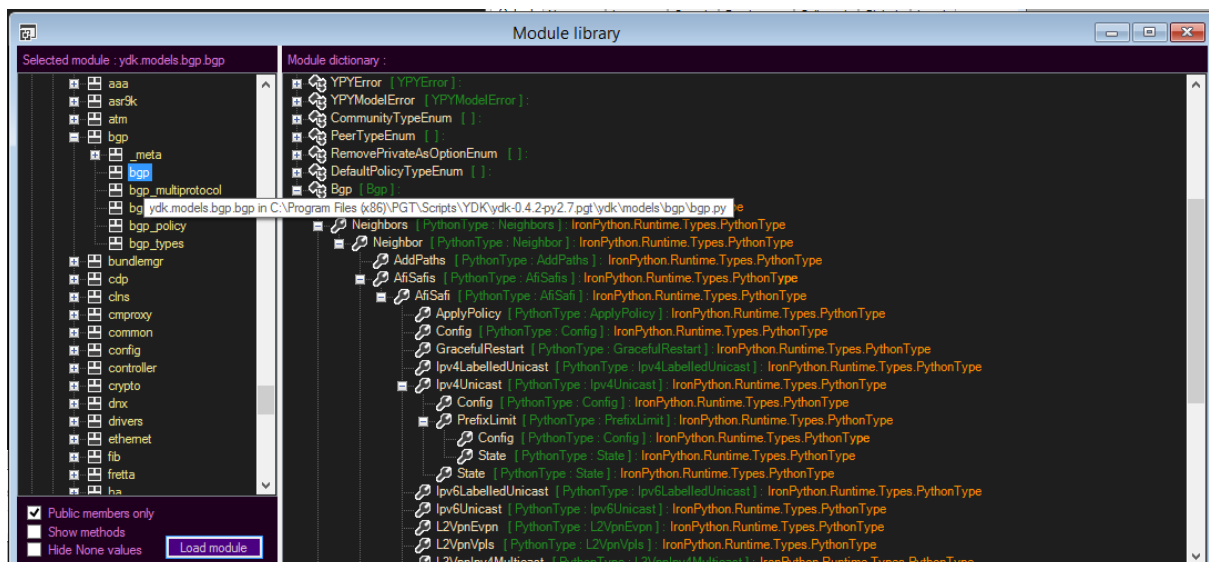 Module library
Selected module : ydk.models.bgp.bgp
aaa
asr9k
atm
bgp
_meta
bgp
bgp_multiprotocol
bg
bgp_policy
bgp_types
bundlemgr
cdp
clns
cmproxy
common
config
controller
crypto
dnx
drivers
ethernet
fib
fretta
ha
Public members only
Show methods
Hide None values
Load module
Module dictionary :
YPYError [ YPYError ] :
YPYModelError [ YPYModelError ] :
CommunityTypeEnum [ ] :
PeerTypeEnum [ ] :
RemovePrivateAsOptionEnum [ ] :
DefaultPolicyTypeEnum [ ] :
Bgp [ Bgp ] :
ydk.models.bgp.bgp in C:\Program Files (x86)\PGT\Scripts\YDK\ydk-0.4.2-py2.7.pgt\ydk\models\bgp\bgp.py
Neighbors [ PythonType : Neighbors ] : IronPython.Runtime.Types.PythonType
Neighbor [ PythonType : Neighbor ] : IronPython.Runtime.Types.PythonType
AddPaths [ PythonType : AddPaths ] : IronPython.Runtime.Types.PythonType
AfiSafis [ PythonType : AfiSafis ] : IronPython.Runtime.Types.PythonType
AfiSafi [ PythonType : AfiSafi ] : IronPython.Runtime.Types.PythonType
ApplyPolicy [ PythonType : ApplyPolicy ] : IronPython.Runtime.Types.PythonType
Config [ PythonType : Config ] : IronPython.Runtime.Types.PythonType
GracefulRestart [ PythonType : GracefulRestart ] : IronPython.Runtime.Types.PythonType
Ipv4LabelledUnicast [ PythonType : Ipv4LabelledUnicast ] : IronPython.Runtime.Types.PythonType
Ipv4Unicast [ PythonType : Ipv4Unicast ] : IronPython.Runtime.Types.PythonType
Config [ PythonType : Config ] : IronPython.Runtime.Types.PythonType
PrefixLimit [ PythonType : PrefixLimit ] : IronPython.Runtime.Types.PythonType
Config [ PythonType : Config ] : IronPython.Runtime.Types.PythonType
State [ PythonType : State ] : IronPython.Runtime.Types.PythonType
State [ PythonType : State ] : IronPython.Runtime.Types.PythonType
Ipv6LabelledUnicast [ PythonType : Ipv6LabelledUnicast ] : IronPython.Runtime.Types.PythonType
Ipv6Unicast [ PythonType : Ipv6Unicast ] : IronPython.Runtime.Types.PythonType
L2VpnEvpn [ PythonType : L2VpnEvpn ] : IronPython.Runtime.Types.PythonType
L2VpnVpls [ PythonType : L2VpnVpls ] : IronPython.Runtime.Types.PythonType
L3VpnIpv4Multicast [ PythonType : L3VpnIpv4Multicast ] : IronPython.Runtime.Types.PythonType